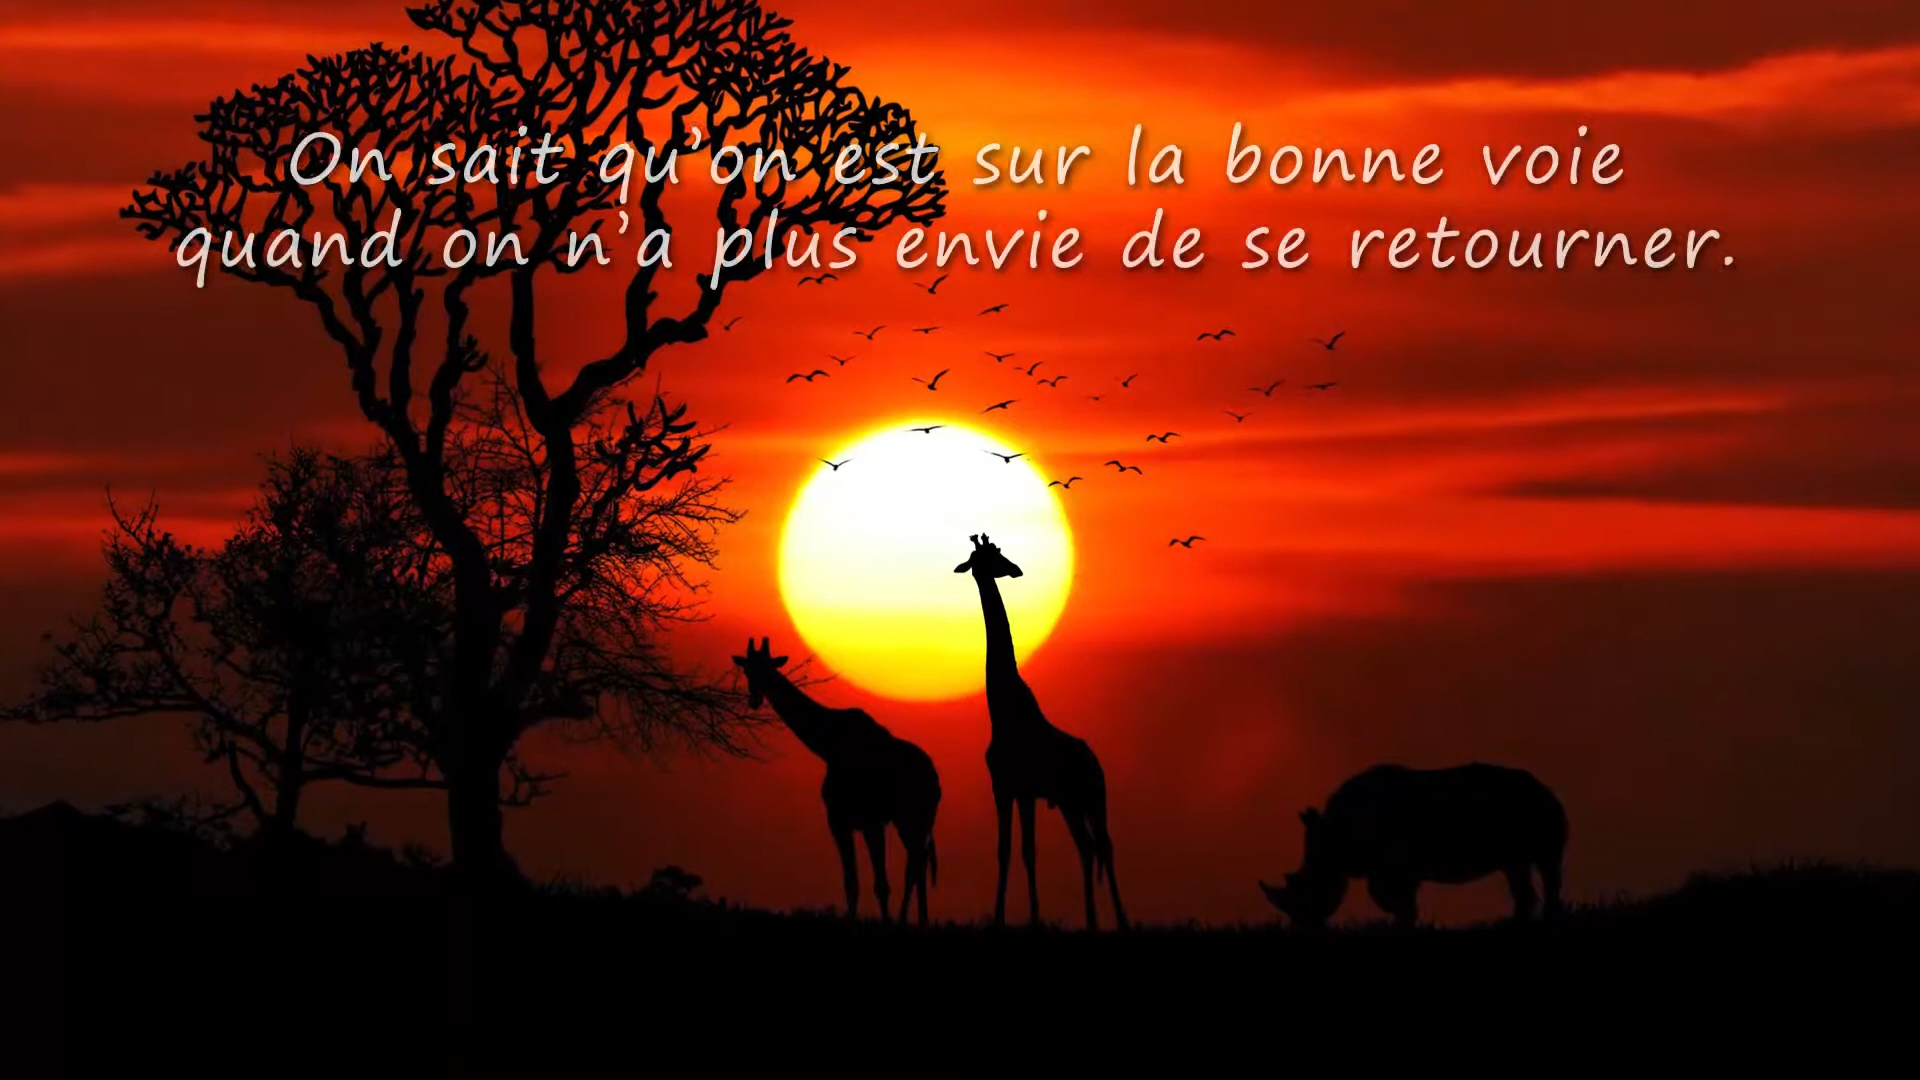 On sait qu’on est sur la bonne voie
quand on n’a plus envie de se retourner.